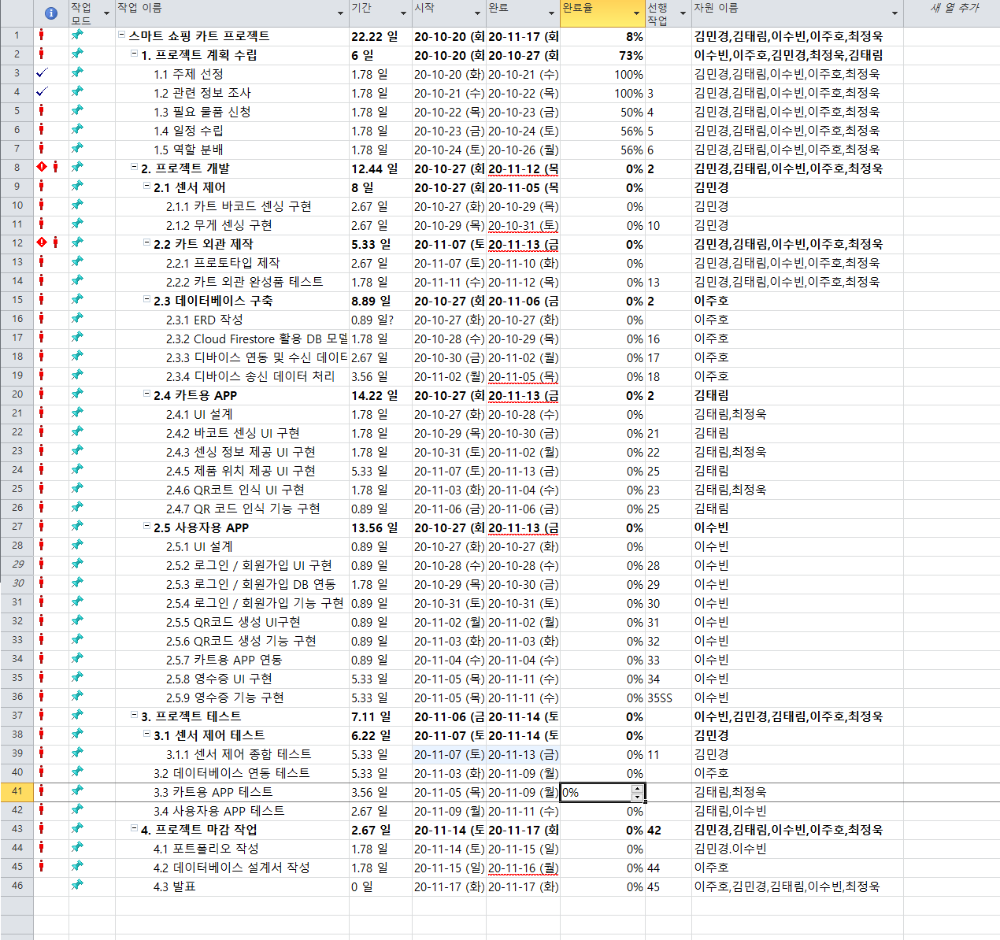 작업 모드 작업 이름 기간 시작 완료 완료율 선행 작업 자원 이름 새 열 추가
1 스마트 쇼핑 카트 프로젝트 22.22 일 20-10-20 (화 20-11-17 (화 8% 김민경,김태림,이수빈,이주호,최정욱
2 1. 프로젝트 계획 수립 6 일 20-10-20 (화 20-10-27 (화 73% 이수빈,이주호,김민경,최정욱,김태림
3 1.1 주제 선정 1.78 일 20-10-20 (화) 20-10-21 (수) 100% 김민경,김태림,이수빈,이주호,최정욱
4 1.2 관련 정보 조사 1.78 일 20-10-21 (수) 20-10-22 (목) 100% 3 김민경,김태림,이수빈,이주호,최정욱
5 1.3 필요 물품 신청 1.78 일 20-10-22 (목) 20-10-23 (금) 50% 4 김민경,김태림,이수빈,이주호,최정욱
6 1.4 일정 수립 1.78 일 20-10-23 (금) 20-10-24 (토) 56% 5 김민경,김태림,이수빈,이주호,최정욱
7 1.5 역할 분배 1.78 일 20-10-24 (토) 20-10-26 (월) 56% 6 김민경,김태림,이수빈,이주호,최정욱
8 2. 프로젝트 개발 12.44 일 20-10-27 (화 20-11-12 (목 0% 2 김민경,김태림,이수빈,이주호,최정욱
9 2.1 센서 제어 8 일 20-10-27 (화 20-11-05 (목 0% 김민경
10 2.1.1 카트 바코드 센싱 구현 2.67 일 20-10-27 (화) 20-10-29 (목) 0% 김민경
11 2.1.2 무게 센싱 구현 2.67 일 20-10-29 (목) 20-10-31 (토) 0% 10 김민경
12 2.2 카트 외관 제작 5.33 일 20-11-07 (토 20-11-13 (금 0% 김민경,김태림,이수빈,이주호,최정욱
13 2.2.1 프로토타입 제작 2.67 일 20-11-07 (토) 20-11-10 (화) 0% 김민경,김태림,이수빈,이주호,최정욱
14 2.2.2 카트 외관 완성품 테스트 1.78 일 20-11-11 (수) 20-11-12 (목) 0% 13 김민경,김태림,이수빈,이주호,최정욱
15 2.3 데이터베이스 구축 8.89 일 20-10-27 (화 20-11-06 (금 0% 2 이주호
16 2.3.1 ERD 작성 0.89 일? 20-10-27 (화) 20-10-27 (화) 0% 이주호
17 2.3.2 Cloud Firestore 활용 DB 모델 1.78 일 20-10-28 (수) 20-10-29 (목) 0% 16 이주호
18 2.3.3 디바이스 연동 및 수신 데이터 2.67 일 20-10-30 (금) 20-11-02 (월) 0% 17 이주호
19 2.3.4 디바이스 송신 데이터 처리 3.56 일 20-11-02 (월) 20-11-05 (목) 0% 18 이주호
20 2.4 카트용 APP 14.22 일 20-10-27 (화 20-11-13 (금 0% 2 김태림
21 2.4.1 UI 설계 1.78 일 20-10-27 (화) 20-10-28 (수) 0% 김태림,최정욱
22 2.4.2 바코트 센싱 UI 구현 1.78 일 20-10-29 (목) 20-10-30 (금) 0% 21 김태림
23 2.4.3 센싱 정보 제공 UI 구현 1.78 일 20-10-31 (토) 20-11-02 (월) 0% 22 김태림,최정욱
24 2.4.5 제품 위치 제공 UI 구현 5.33 일 20-11-07 (토) 20-11-13 (금) 0% 25 김태림
25 2.4.6 QR코트 인식 UI 구현 1.78 일 20-11-03 (화) 20-11-04 (수) 0% 23 김태림,최정욱
26 2.4.7 QR 코드 인식 기능 구현 0.89 일 20-11-06 (금) 20-11-06 (금) 0% 25 김태림
27 2.5 사용자용 APP 13.56 일 20-10-27 (화 20-11-13 (금 0% 이수빈
28 2.5.1 UI 설계 0.89 일 20-10-27 (화) 20-10-27 (화) 0% 이수빈
29 2.5.2 로그인 / 회원가입 UI 구현 0.89 일 20-10-28 (수) 20-10-28 (수) 0% 28 이수빈
30 2.5.3 로그인 / 회원가입 DB 연동 1.78 일 20-10-29 (목) 20-10-30 (금) 0% 29 이수빈
31 2.5.4 로그인 / 회원가입 기능 구현 0.89 일 20-10-31 (토) 20-10-31 (토) 0% 30 이수빈
32 2.5.5 QR코드 생성 UI구현 0.89 일 20-11-02 (월) 20-11-02 (월) 0% 31 이수빈
33 2.5.6 QR코드 생성 기능 구현 0.89 일 20-11-03 (화) 20-11-03 (화) 0% 32 이수빈
34 2.5.7 카트용 APP 연동 0.89 일 20-11-04 (수) 20-11-04 (수) 0% 33 이수빈
35 2.5.8 영수증 UI 구현 5.33 일 20-11-05 (목) 20-11-11 (수) 0% 34 이수빈
36 2.5.9 영수증 기능 구현 5.33 일 20-11-05 (목) 20-11-11 (수) 0% 35SS 이수빈
37 3. 프로젝트 테스트 7.11 일 20-11-06 (금 20-11-14 (토 0% 이수빈,김민경,김태림,이주호,최정욱
38 3.1 센서 제어 테스트 6.22 일 20-11-07 (토 20-11-14 (토 0% 김민경
39 3.1.1 센서 제어 종합 테스트 5.33 일 20-11-07 (토) 20-11-13 (금) 0% 11 김민경
40 3.2 데이터베이스 연동 테스트 5.33 일 20-11-03 (화) 20-11-09 (월) 0% 이주호
41 3.3 카트용 APP 테스트 3.56 일 20-11-05 (목) 20-11-09 (월) 0% 김태림,최정욱
42 3.4 사용자용 APP 테스트 2.67 일 20-11-09 (월) 20-11-11 (수) 0% 김태림,이수빈
43 4. 프로젝트 마감 작업 2.67 일 20-11-14 (토 20-11-17 (화 0% 42 김민경,김태림,이수빈,이주호,최정욱
44 4.1 포트폴리오 작성 1.78 일 20-11-14 (토) 20-11-15 (일) 0% 김민경.이수빈
45 4.2 데이터베이스 설계서 작성 1.78 일 20-11-15 (일) 20-11-16 (월) 0% 44 이주호
46 4.3 발표 0 일 20-11-17 (화) 20-11-17 (화) 0% 45 이주호,김민경,김태림,이수빈,최정욱